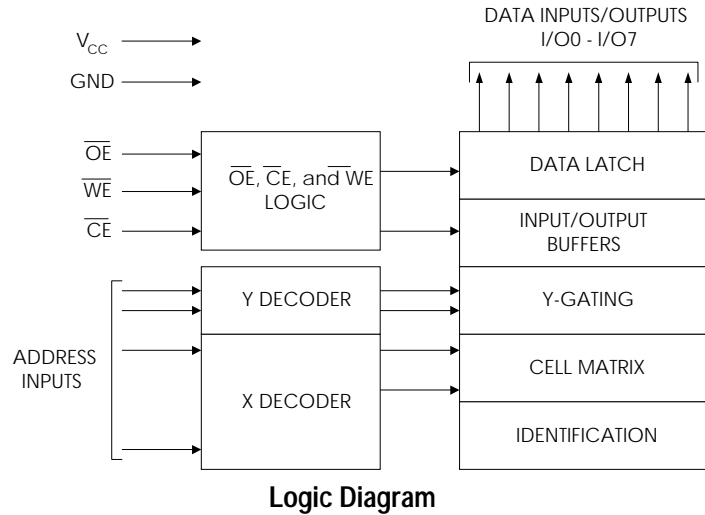 DATA INPUTS/OUTPUTS
I/O0 - I/O7
VCC
GND
OE
WE
CE
OE, CE, and WE
LOGIC
DATA LATCH
INPUT/OUTPUT
BUFFERS
ADDRESS
INPUTS
Y DECODER
Y-GATING
X DECODER
CELL MATRIX
IDENTIFICATION
Logic Diagram